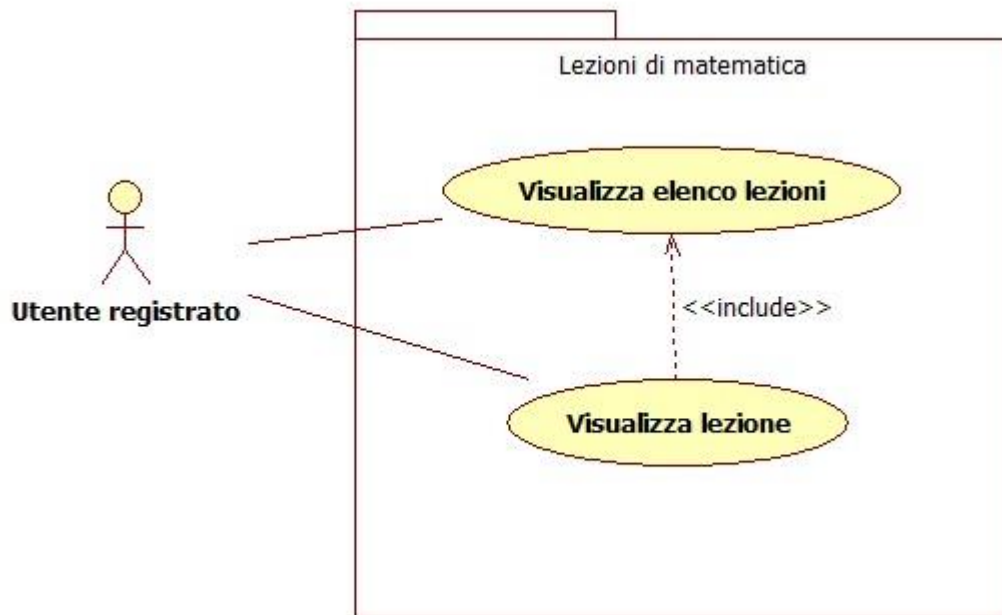 Lezioni di matematica
Visualizza elenco lezioni
Utente registrato
<<include>>
Visualizza lezione